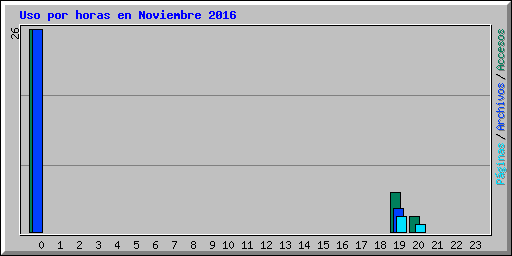 Uso por horas en Noviembre 2016
26
Páginas / Archivos / Accesos
0 1 2 3 4 5 6 7 8 9 10 11 12 13 14 15 16 17 18 19 20 21 22 23